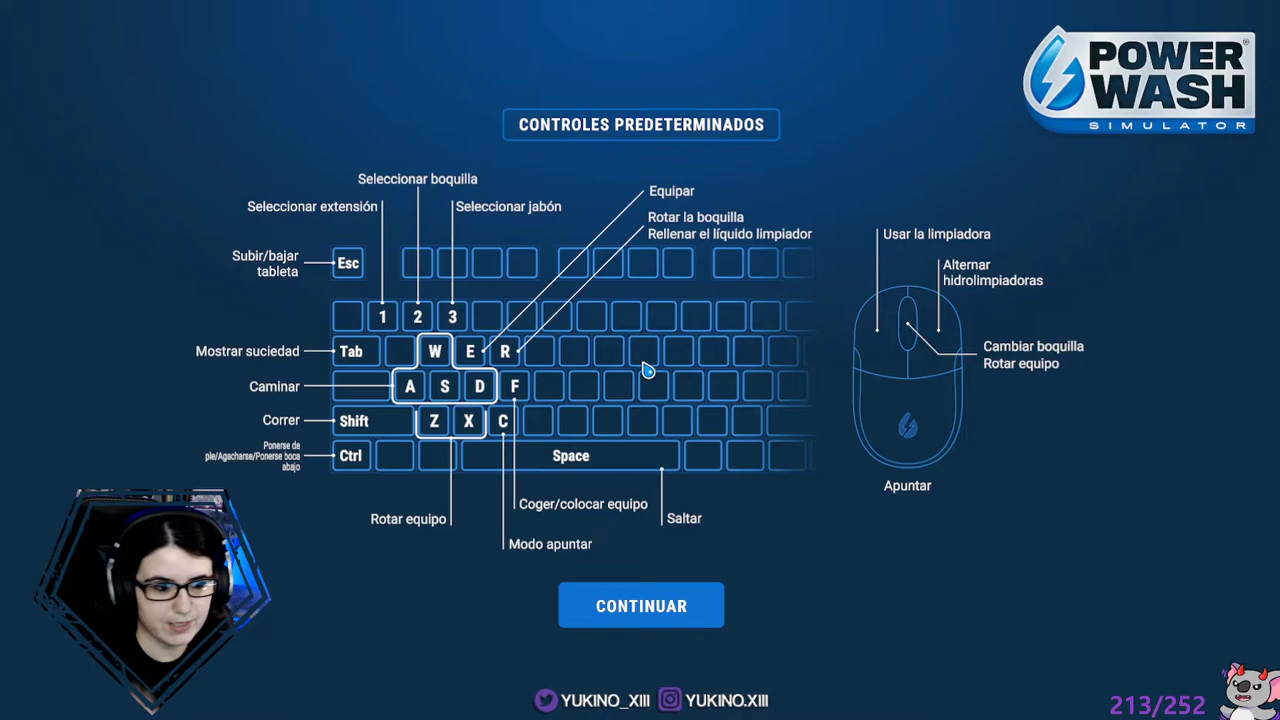 POWER
WASH
SIMULATOR
CONTROLES PREDETERMINADOS
Seleccionar boquilla
Seleccionar extensión
Seleccionar jabón
Equipar
Rotar la boquilla
Rellenar el líquido limpiador
Subir/bajar
tableta
Esc
1 2 3
Mostrar suciedad
Tab W E R
Caminar
A S D F
Correr
Shift Z X C
Ponerse de
pie/Agacharse/Ponerse boca
abajo
Ctrl Space
Rotar equipo
Coger/colocar equipo
Saltar
Modo apuntar
Usar la limpiadora
Alternar
hidrolimpiadoras
Cambiar boquilla
Rotar equipo
Apuntar
CONTINUAR
YUKINO_XIII YUKINO.XIII
213/252